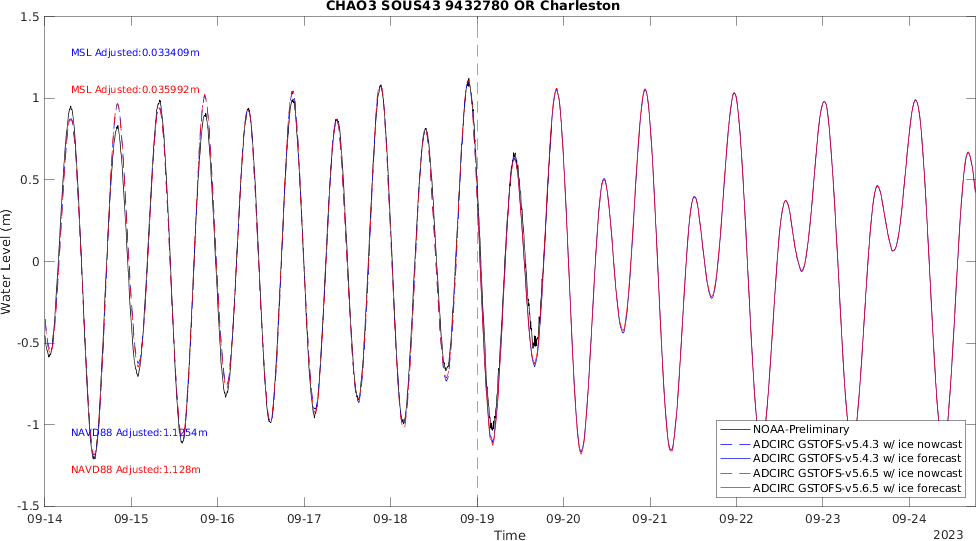 CHAO3 SOUS43 9432780 OR Charleston
1.5
1
0.5
0
-0.5
-1
-1.5
Water Level (m)
MSL Adjusted:0.033409m
MSL Adjusted:0.035992m
NAVD88 Adjusted:1.1254m
NAVD88 Adjusted:1.128m
NOAA-Preliminary
ADCIRC GSTOFS-v5.4.3 w/ ice nowcast
ADCIRC GSTOFS-v5.4.3 w/ ice forecast
ADCIRC GSTOFS-v5.6.5 w/ ice nowcast
ADCIRC GSTOFS-v5.6.5 w/ ice forecast
09-14 09-15 09-16 09-17 09-18 09-19 09-20 09-21 09-22 09-23 09-24
Time
2023